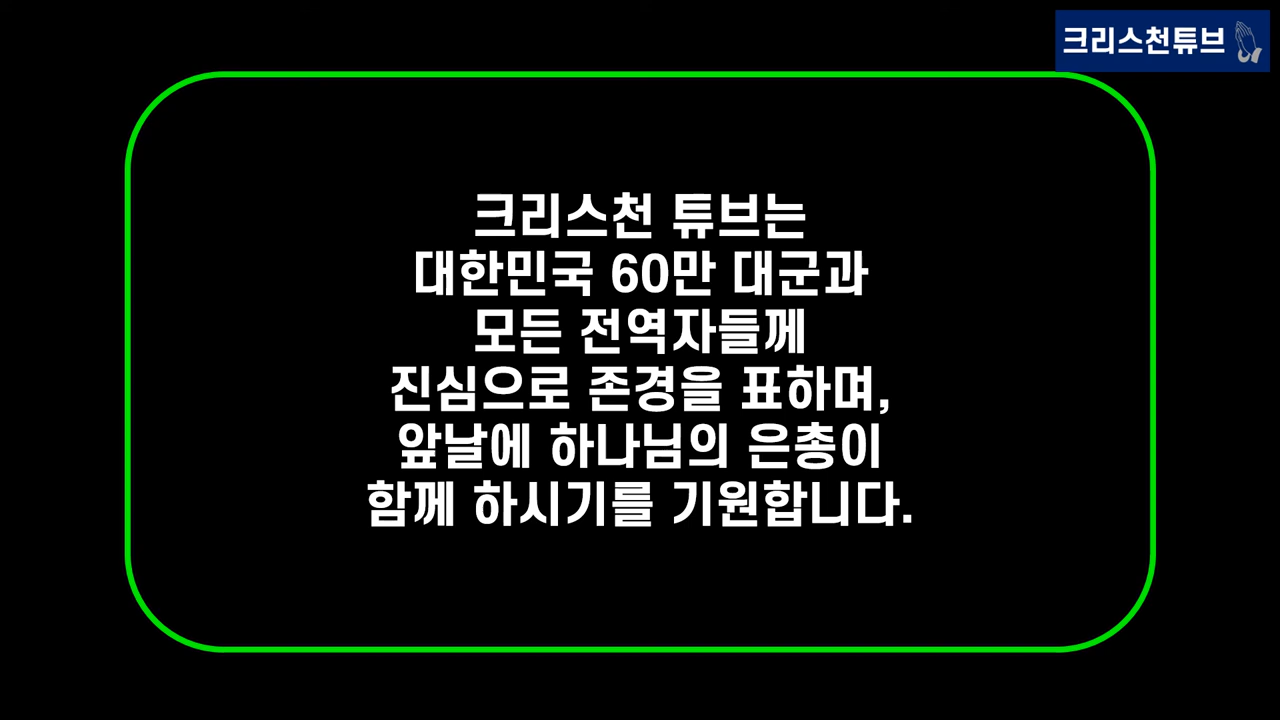 크리스천튜브
크리스천 튜브는
대한민국 60만 대군과
모든 전역자들께
진심으로 존경을 표하며,
앞날에 하나님의 은총이
함께 하시기를 기원합니다.